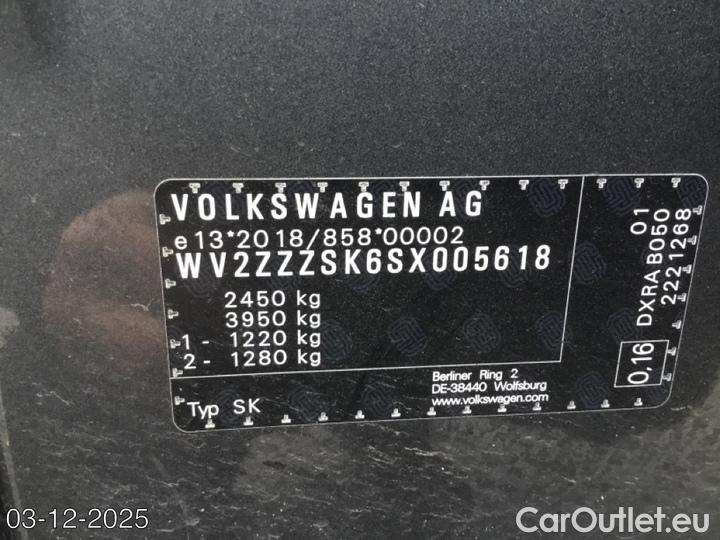 VOLKSWAGEN AG
e13*2018/858*00002
WV2ZZZSK6SX005618
2450 kg
3950 kg
1 - 1220 kg
2 - 1280 kg
Typ SK
Berliner Ring 2
DE-38440 Wolfsburg
www.volkswagen.com
0,16
DXRA B050 01
2221268
03-12-2025
CarOutlet.eu